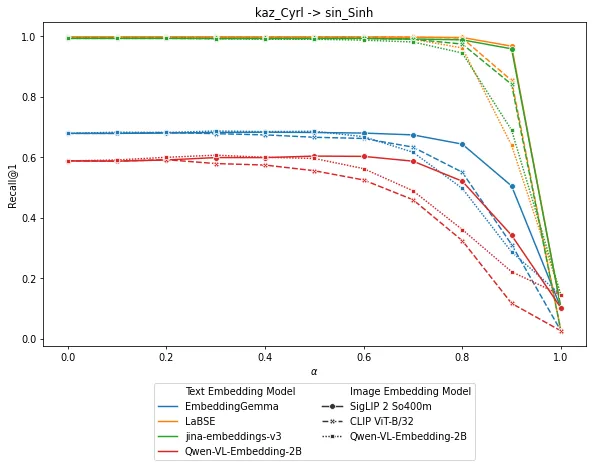 kaz_Cyrl -> sin_Sinh
Recall@1
1.0
0.8
0.6
0.4
0.2
0.0
0.0 0.2 0.4 0.6 0.8 1.0
α
Text Embedding Model
EmbeddingGemma
LaBSE
jina-embeddings-v3
Qwen-VL-Embedding-2B
Image Embedding Model
SigLIP 2 So400m
CLIP ViT-B/32
Qwen-VL-Embedding-2B